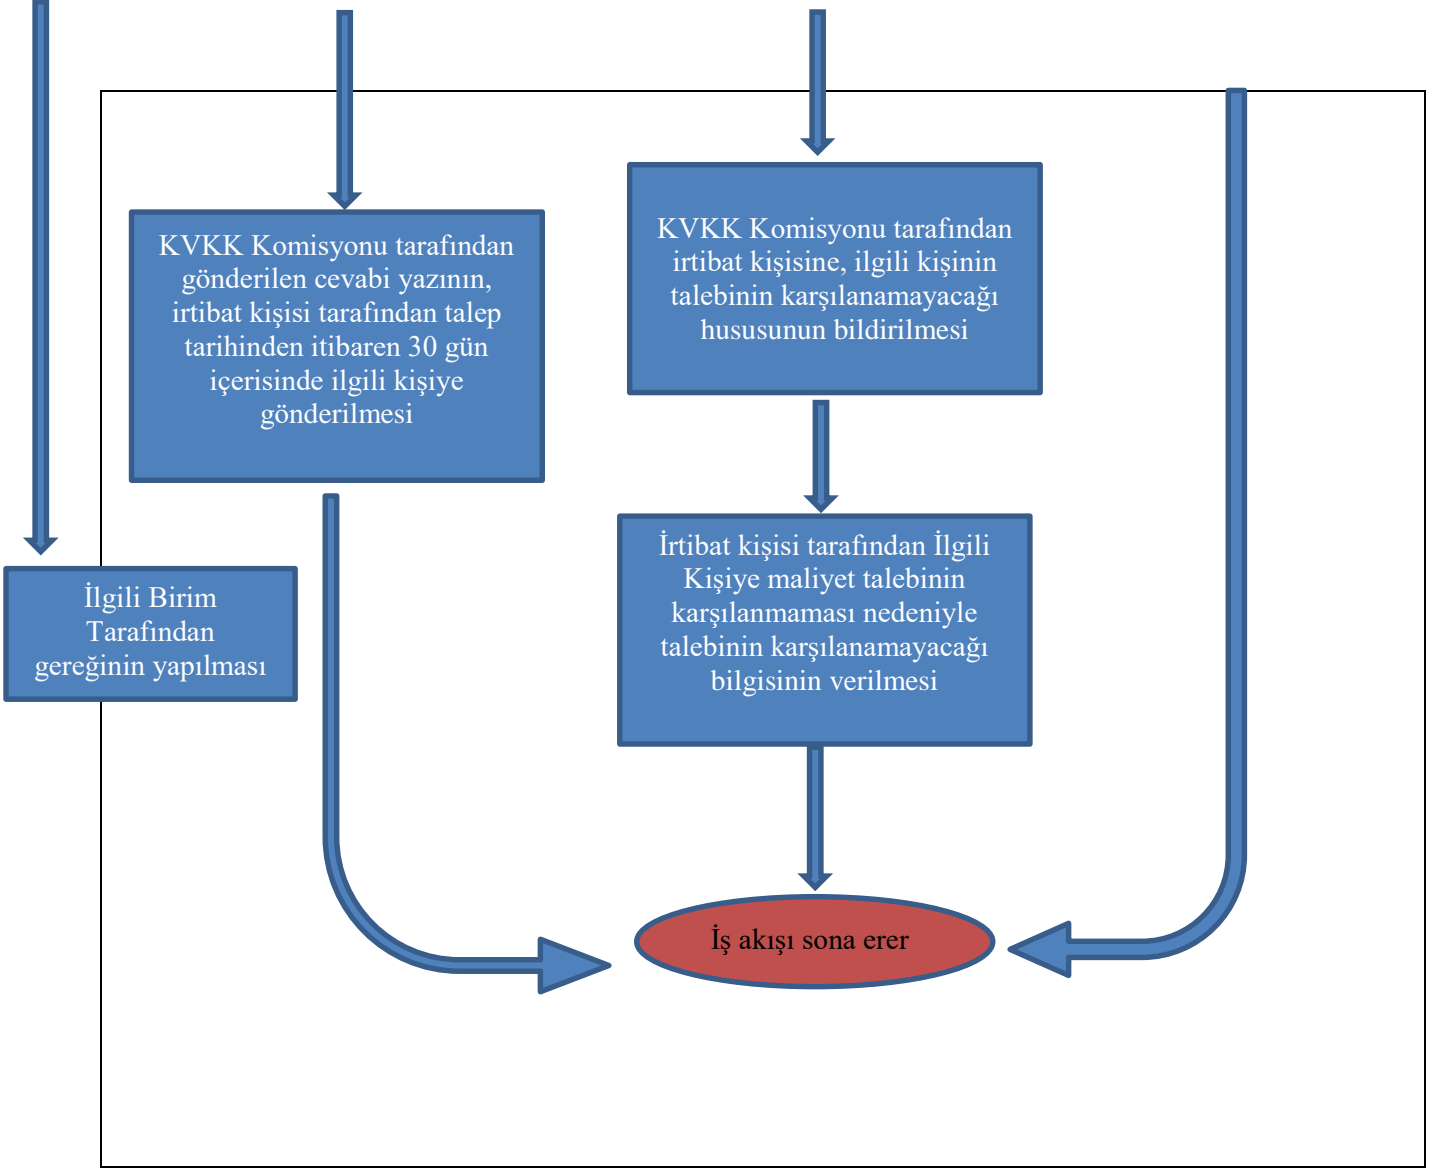 KVKK Komisyonu tarafından
gönderilen cevabi yazının,
irtibat kişisi tarafından talep
tarihinden itibaren 30 gün
içerisinde ilgili kişiye
gönderilmesi
KVKK Komisyonu tarafından
irtibat kişisine, ilgili kişinin
talebinin karşılanamayacağı
hususunun bildirilmesi
İlgili Birim
Tarafından
gereğinin yapılması
İrtibat kişisi tarafından İlgili
Kişiye maliyet talebinin
karşılanmaması nedeniyle
talebinin karşılanamayacağı
bilgisinin verilmesi
İş akışı sona erer